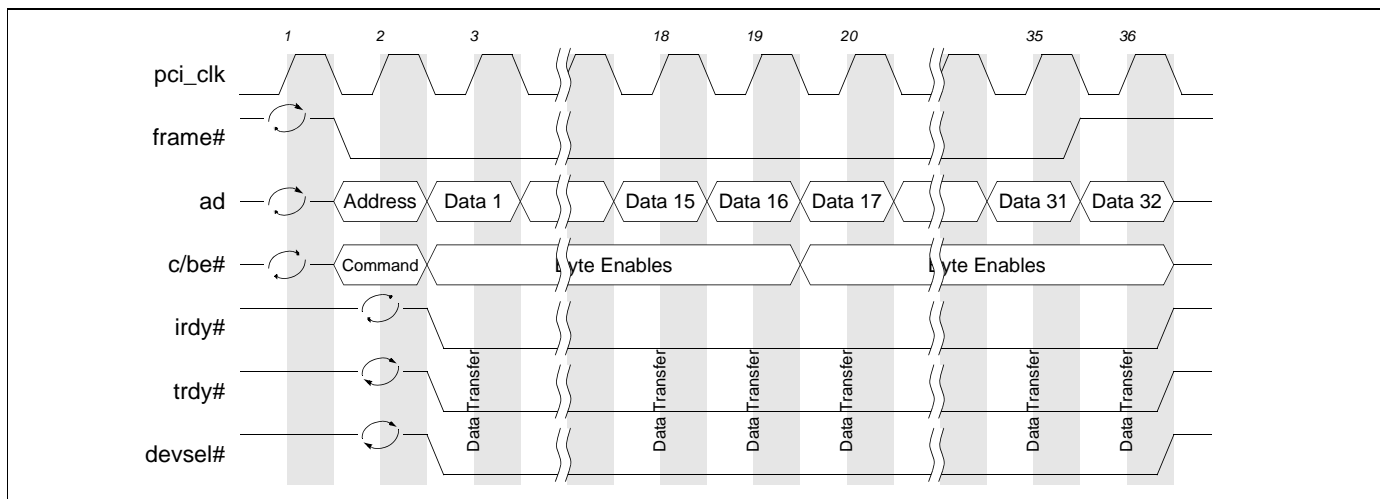 1 2 3 18 19 20 35 36
pci_clk
frame#
ad Address Data 1 Data 15 Data 16 Data 17 Data 31 Data 32
c/be# Command Byte Enables Byte Enables
irdy#
trdy#
devsel#
Data Transfer
Data Transfer
Data Transfer
Data Transfer
Data Transfer
Data Transfer